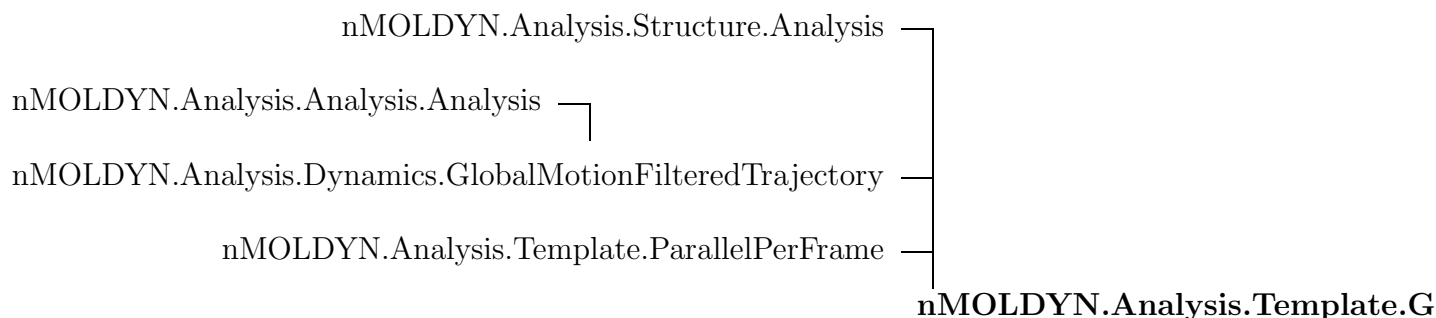 nMOLDYN.Analysis.Structure.Analysis
nMOLDYN.Analysis.Analysis.Analysis
nMOLDYN.Analysis.Dynamics.GlobalMotionFilteredTrajectory
nMOLDYN.Analysis.Template.ParallelPerFrame
nMOLDYN.Analysis.Template.G